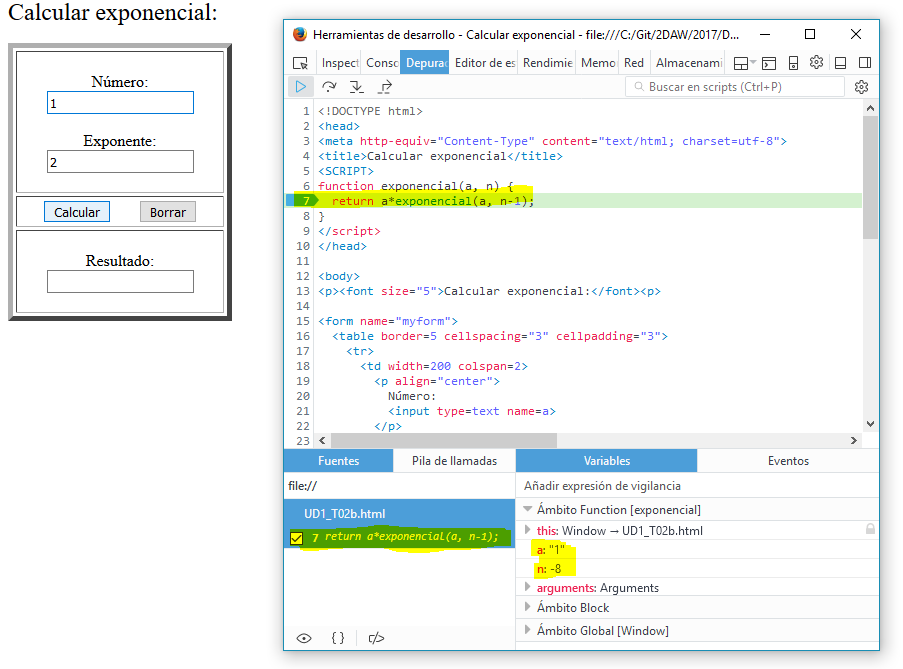 Calcular exponencial:
Número:
1
Exponente:
2
Calcular Borrar
Resultado:
Herramientas de desarrollo - Calcular exponencial - file:///C:/Git/2DAW/2017/D...
Inspect Conso Depurac Editor de es Rendimie Memo Red Almacenami
Buscar en scripts (Ctrl+P)
1 <!DOCTYPE html>
2 <head>
3 <meta http-equiv="Content-Type" content="text/html; charset=utf-8">
4 <title>Calcular exponencial</title>
5 <SCRIPT>
6 function exponencial(a, n) {
7 return a*exponencial(a, n-1);
8 }
9 </script>
10 </head>
11
12 <body>
13 <p><font size="5">Calcular exponencial:</font><p>
14
15 <form name="myform">
16 <table border=5 cellspacing="3" cellpadding="3">
17 <tr>
18 <td width=200 colspan=2>
19 <p align="center">
20 Número:
21 <input type=text name=a>
22 </p>
23
Fuentes Pila de llamadas Variables Eventos
file://
UD1_T02b.html
7 return a*exponencial(a, n-1);
Añadir expresión de vigilancia
Ámbito Function [exponencial]
this: Window → UD1_T02b.html
a: "1"
n: -8
arguments: Arguments
Ámbito Block
Ámbito Global [Window]